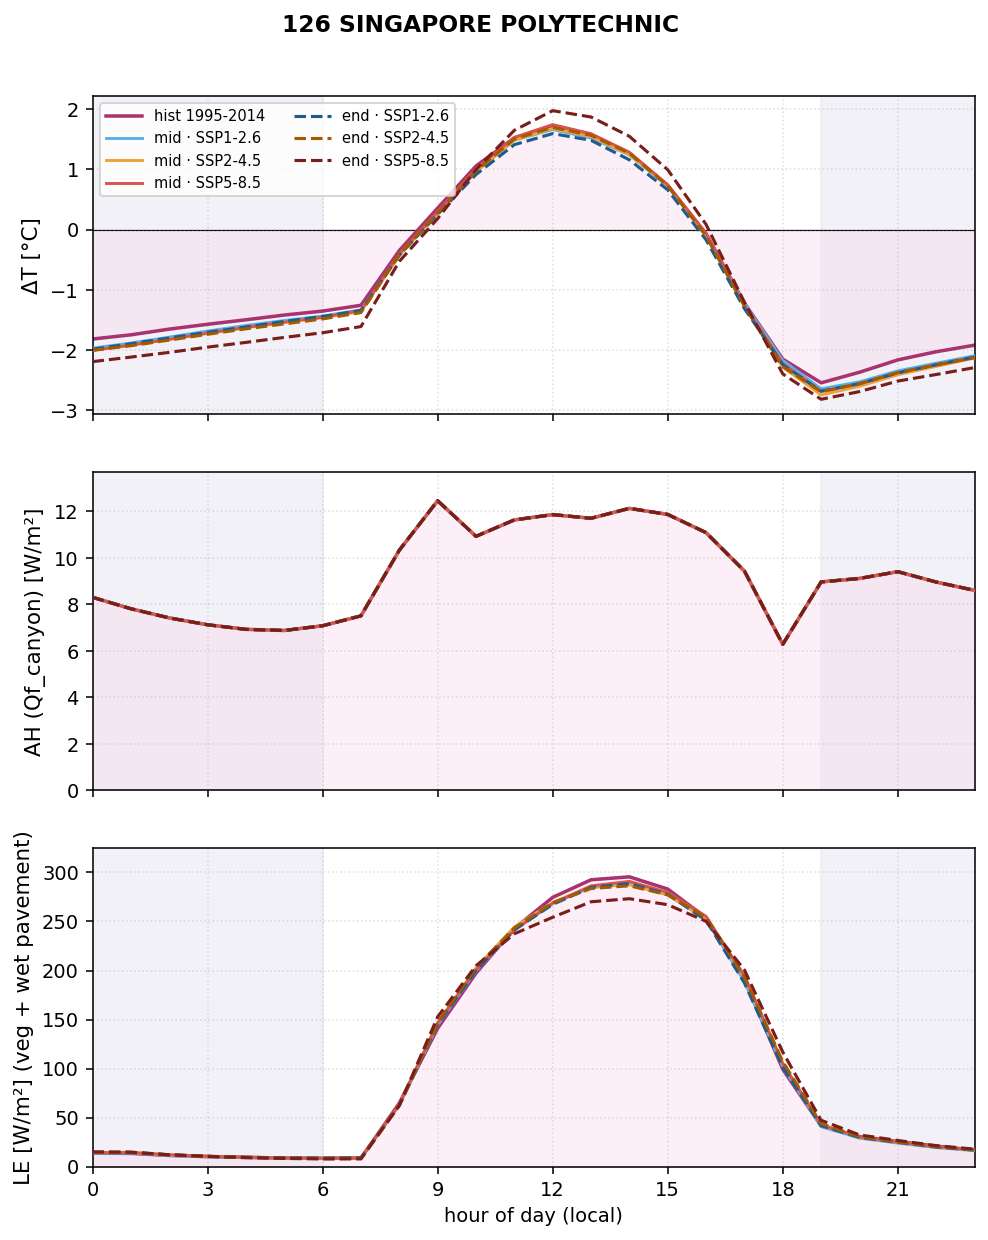 126 SINGAPORE POLYTECHNIC
ΔT [°C]
2
1
0
−1
−2
−3
hist 1995-2014
mid · SSP1-2.6
mid · SSP2-4.5
mid · SSP5-8.5
end · SSP1-2.6
end · SSP2-4.5
end · SSP5-8.5
AH (Qf_canyon) [W/m²]
12
10
8
6
4
2
0
LE [W/m²] (veg + wet pavement)
300
250
200
150
100
50
0
0 3 6 9 12 15 18 21
hour of day (local)